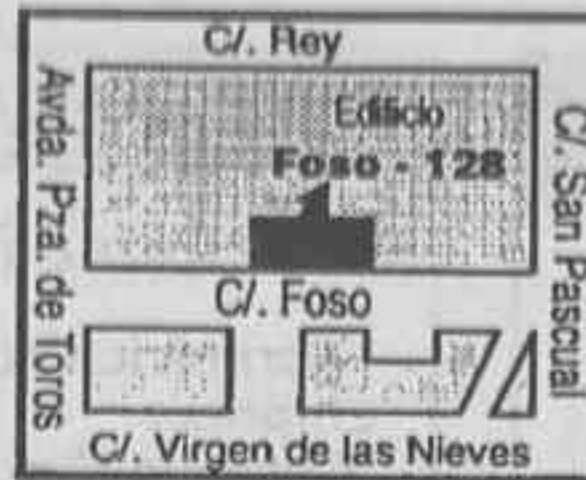 C/. Rey
Avda. Pza. de Toros
Edificio
Foso - 128
C/. San Pascual
C/. Foso
C/. Virgen de las Nieves